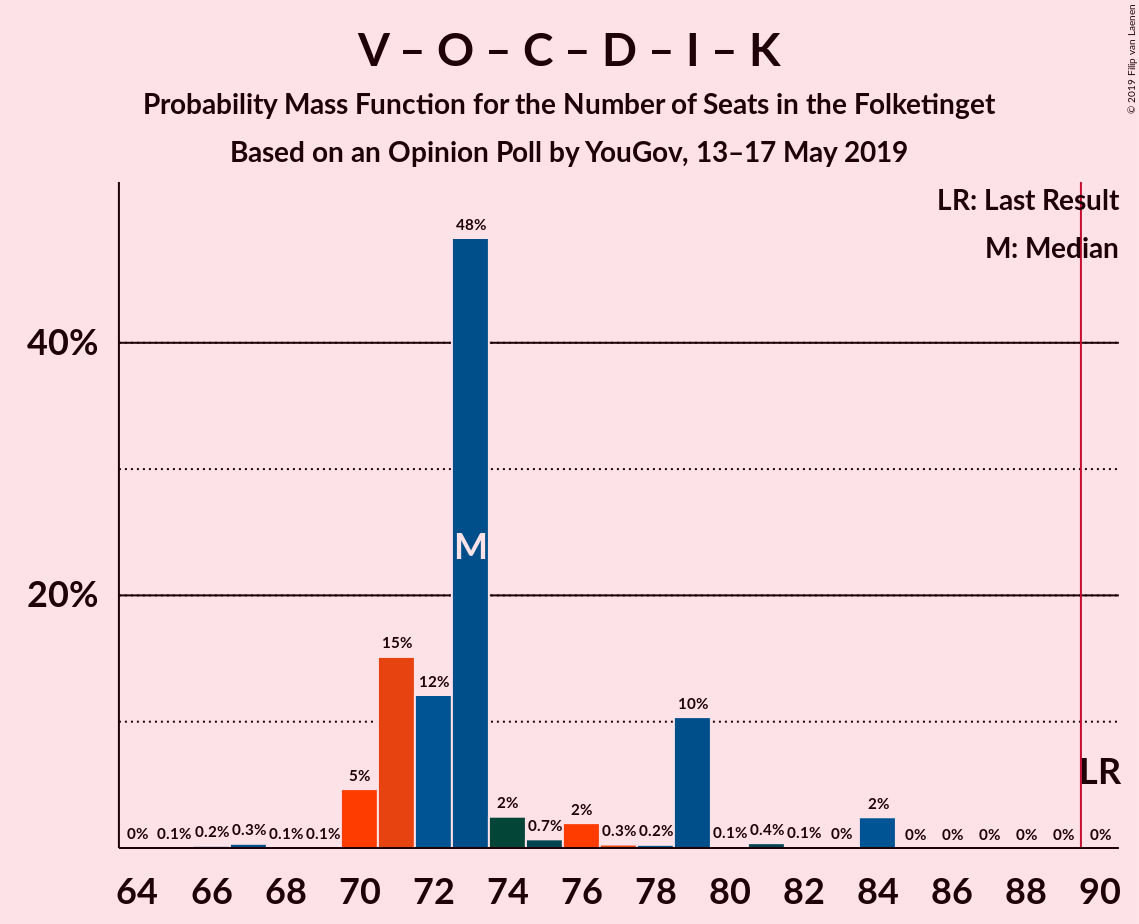 V – O – C – D – I – K
Probability Mass Function for the Number of Seats in the Folketinget
Based on an Opinion Poll by YouGov, 13–17 May 2019
© 2019 Filip van Laenen
LR: Last Result
M: Median
48%
40%
M
20%
15%
12%
10%
5%
2%
2%
2%
LR
0% 0.1% 0.2% 0.3% 0.1% 0.1% 0.7% 0.3% 0.2% 0.1% 0.4% 0.1% 0% 0% 0% 0% 0% 0% 0%
64 66 68 70 72 74 76 78 80 82 84 86 88 90